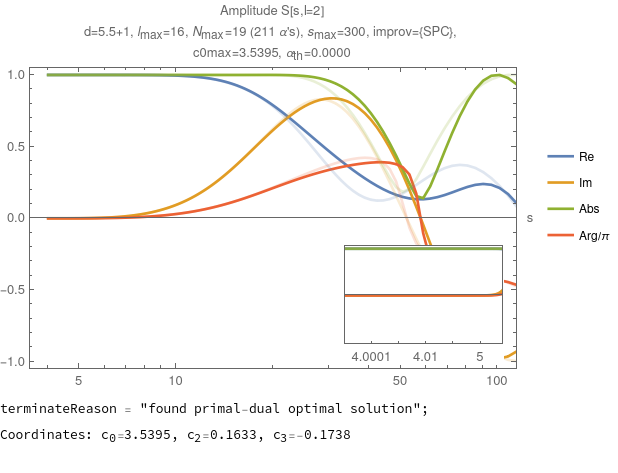 Amplitude S[s,l=2]
d=5.5+1, lmax=16, Nmax=19 (211 α's), smax=300, improv={SPC},
c0max=3.5395, αth=0.0000
1.0
0.5
0.0
-0.5
-1.0
5
10
50
100
s
4.0001
4.01
5
Re
Im
Abs
Arg/π
terminateReason = "found primal-dual optimal solution";
Coordinates: c0=3.5395, c2=0.1633, c3=-0.1738